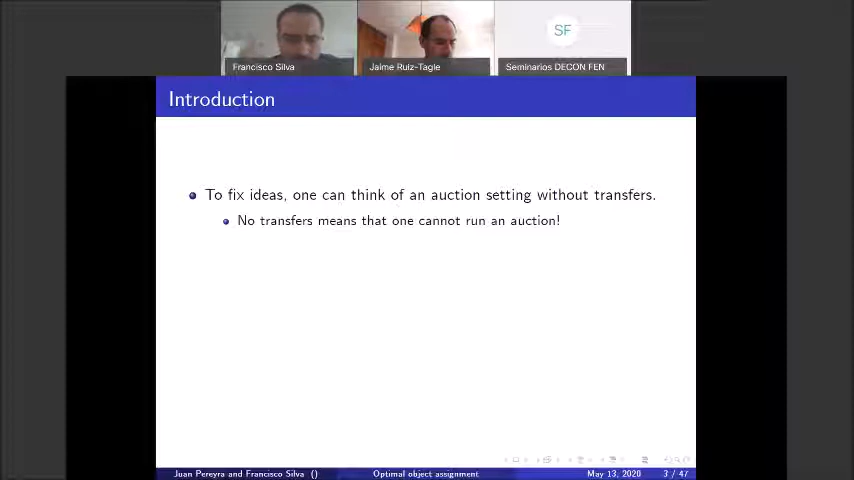 SF
Francisco Silva
Jaime Ruiz-Tagle
Seminarios DECON FEN
Introduction
To fix ideas, one can think of an auction setting without transfers.
No transfers means that one cannot run an auction!
Juan Pereyra and Francisco Silva ()
Optimal object assignment
May 13, 2020
3 / 47